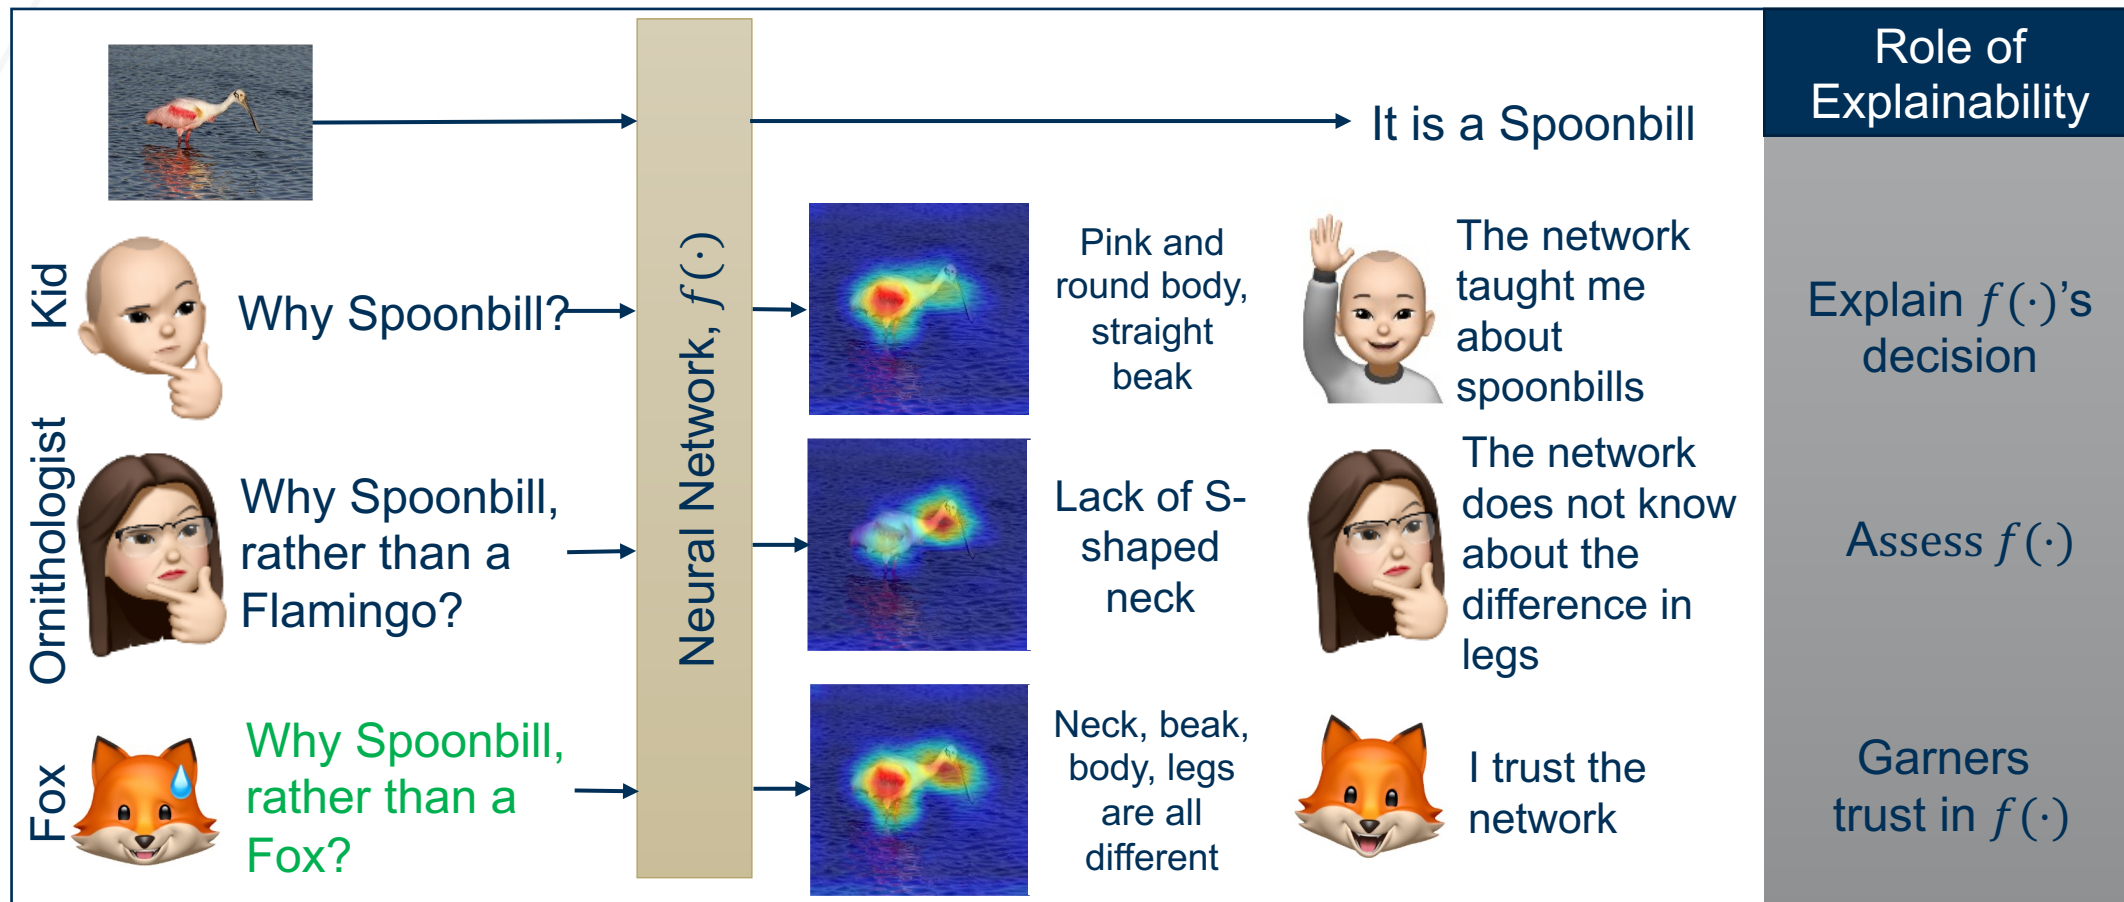 Role of
Explainability
It is a Spoonbill
Neural Network, f(·)
Kid
Why Spoonbill?
Pink and
round body,
straight
beak
The network
taught me
about
spoonbills
Explain f(·)'s
decision
Ornithologist
Why Spoonbill,
rather than a
Flamingo?
Lack of S-
shaped
neck
The network
does not know
about the
difference in
legs
Assess f(·)
Fox
Why Spoonbill,
rather than a
Fox?
Neck, beak,
body, legs
are all
different
I trust the
network
Garners
trust in f(·)